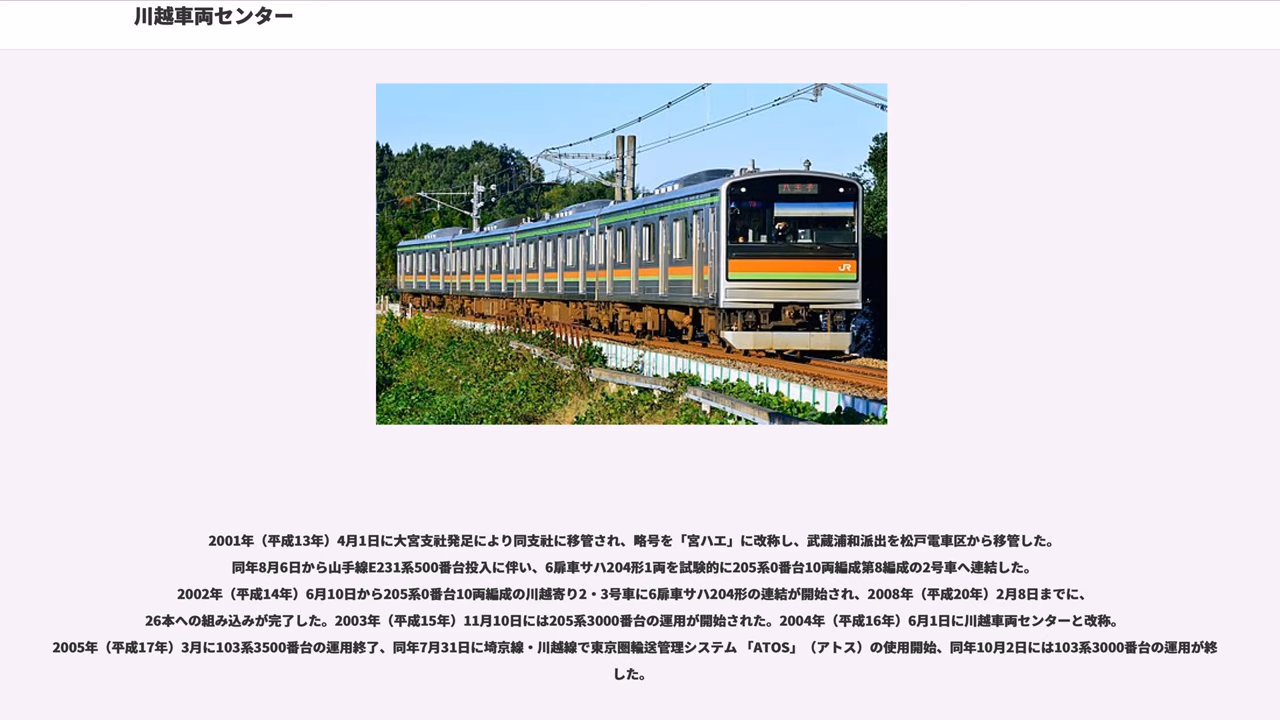 川越車両センター
八王子
JR
2001年（平成13年）4月1日に大宮支社発足により同支社に移管され、略号を「宮ハエ」に改称し、武蔵浦和派出を松戸電車区から移管した。
同年8月6日から山手線E231系500番台投入に伴い、6扉車サハ204形1両を試験的に205系0番台10両編成第8編成の2号車へ連結した。
2002年（平成14年）6月10日から205系0番台10両編成の川越寄り2・3号車に6扉車サハ204形の連結が開始され、2008年（平成20年）2月8日までに、
26本への組み込みが完了した。2003年（平成15年）11月10日には205系3000番台の運用が開始された。2004年（平成16年）6月1日に川越車両センターと改称。
2005年（平成17年）3月に103系3500番台の運用終了、同年7月31日に埼京線・川越線で東京圏輸送管理システム 「ATOS」（アトス）の使用開始、同年10月2日には103系3000番台の運用が終
した。